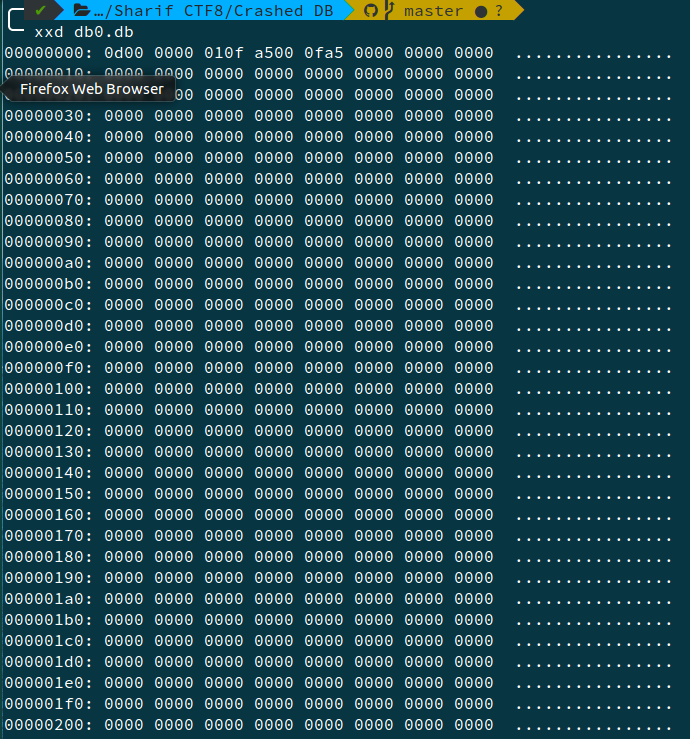 ✔ …/Sharif CTF8/Crashed DB master ● ?
xxd db0.db
00000000: 0d00 0000 010f a500 0fa5 0000 0000 0000 ................
00000010: 0000 0000 0000 0000 0000 0000 0000 0000 ................
Firefox Web Browser
0000 0000 0000 0000 0000 0000 0000 ................
00000030: 0000 0000 0000 0000 0000 0000 0000 0000 ................
00000040: 0000 0000 0000 0000 0000 0000 0000 0000 ................
00000050: 0000 0000 0000 0000 0000 0000 0000 0000 ................
00000060: 0000 0000 0000 0000 0000 0000 0000 0000 ................
00000070: 0000 0000 0000 0000 0000 0000 0000 0000 ................
00000080: 0000 0000 0000 0000 0000 0000 0000 0000 ................
00000090: 0000 0000 0000 0000 0000 0000 0000 0000 ................
000000a0: 0000 0000 0000 0000 0000 0000 0000 0000 ................
000000b0: 0000 0000 0000 0000 0000 0000 0000 0000 ................
000000c0: 0000 0000 0000 0000 0000 0000 0000 0000 ................
000000d0: 0000 0000 0000 0000 0000 0000 0000 0000 ................
000000e0: 0000 0000 0000 0000 0000 0000 0000 0000 ................
000000f0: 0000 0000 0000 0000 0000 0000 0000 0000 ................
00000100: 0000 0000 0000 0000 0000 0000 0000 0000 ................
00000110: 0000 0000 0000 0000 0000 0000 0000 0000 ................
00000120: 0000 0000 0000 0000 0000 0000 0000 0000 ................
00000130: 0000 0000 0000 0000 0000 0000 0000 0000 ................
00000140: 0000 0000 0000 0000 0000 0000 0000 0000 ................
00000150: 0000 0000 0000 0000 0000 0000 0000 0000 ................
00000160: 0000 0000 0000 0000 0000 0000 0000 0000 ................
00000170: 0000 0000 0000 0000 0000 0000 0000 0000 ................
00000180: 0000 0000 0000 0000 0000 0000 0000 0000 ................
00000190: 0000 0000 0000 0000 0000 0000 0000 0000 ................
000001a0: 0000 0000 0000 0000 0000 0000 0000 0000 ................
000001b0: 0000 0000 0000 0000 0000 0000 0000 0000 ................
000001c0: 0000 0000 0000 0000 0000 0000 0000 0000 ................
000001d0: 0000 0000 0000 0000 0000 0000 0000 0000 ................
000001e0: 0000 0000 0000 0000 0000 0000 0000 0000 ................
000001f0: 0000 0000 0000 0000 0000 0000 0000 0000 ................
00000200: 0000 0000 0000 0000 0000 0000 0000 0000 ................